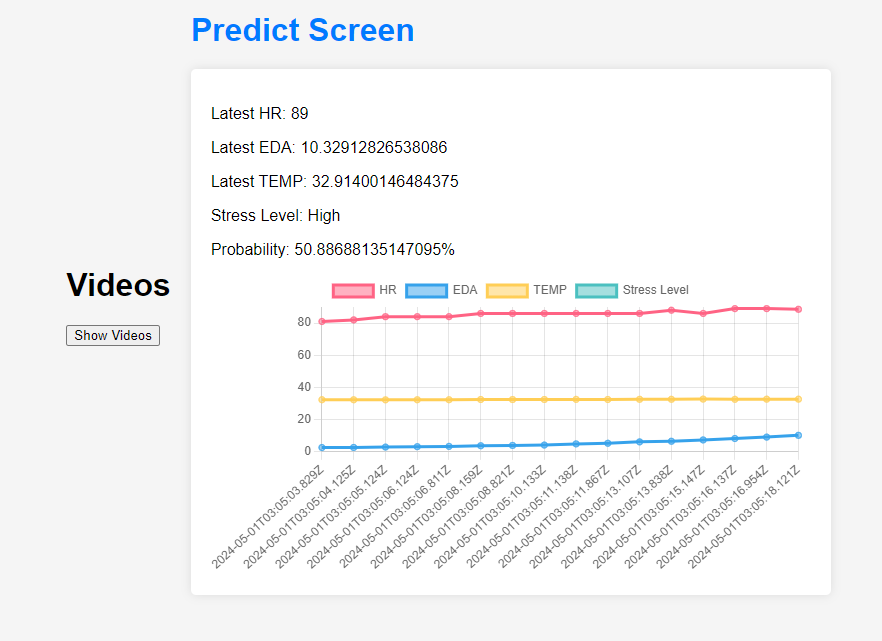 Predict Screen
Latest HR: 89
Latest EDA: 10.32912826538086
Latest TEMP: 32.91400146484375
Stress Level: High
Probability: 50.88688135147095%
Videos
Show Videos
HR EDA TEMP Stress Level
80
60
40
20
0
2024-05-01T03:05:03.829Z
2024-05-01T03:05:04.125Z
2024-05-01T03:05:05.124Z
2024-05-01T03:05:06.124Z
2024-05-01T03:05:06.811Z
2024-05-01T03:05:08.159Z
2024-05-01T03:05:08.821Z
2024-05-01T03:05:10.133Z
2024-05-01T03:05:11.138Z
2024-05-01T03:05:11.867Z
2024-05-01T03:05:13.107Z
2024-05-01T03:05:13.838Z
2024-05-01T03:05:15.147Z
2024-05-01T03:05:16.137Z
2024-05-01T03:05:16.954Z
2024-05-01T03:05:18.121Z